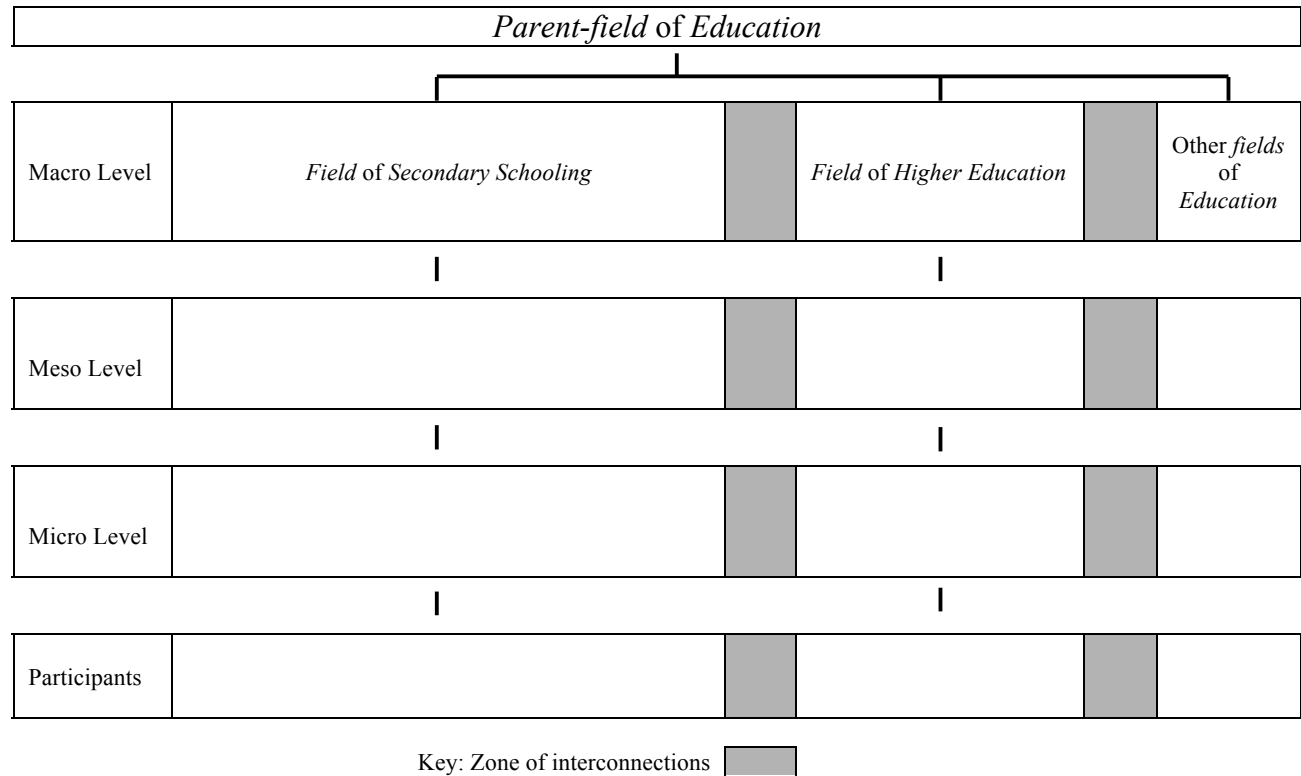 Parent-field of Education
Macro Level
Field of Secondary Schooling
Field of Higher Education
Other fields
of
Education
Meso Level
Micro Level
Participants
Key: Zone of interconnections